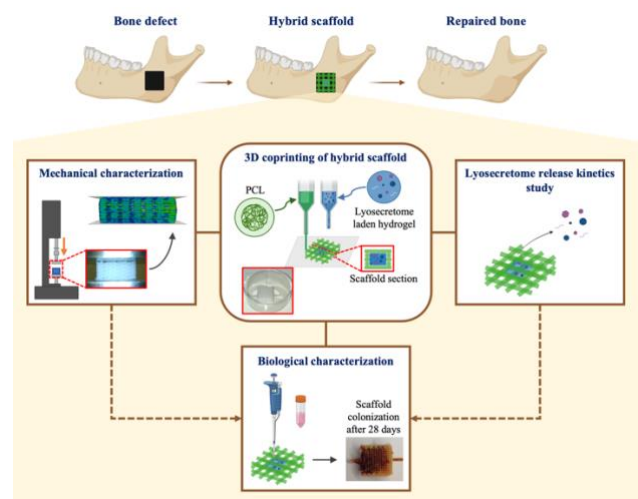 Bone defect
Hybrid scaffold
Repaired bone
Mechanical characterization
3D coprinting of hybrid scaffold
PCL
Lyosecretome
laden hydrogel
Scaffold section
Lyosecretome release kinetics
study
Biological characterization
Scaffold
colonization
after 28 days